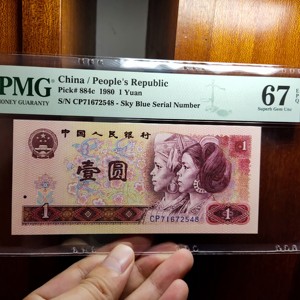 PMG
MONEY GUARANTY
China / People's Republic
Pick# 884c 1980 1 Yuan
S/N CP71672548 - Sky Blue Serial Number
67 EPQ
Superb Gem Unc
中国人民银行
壹圆
1
1
1
CP71672548